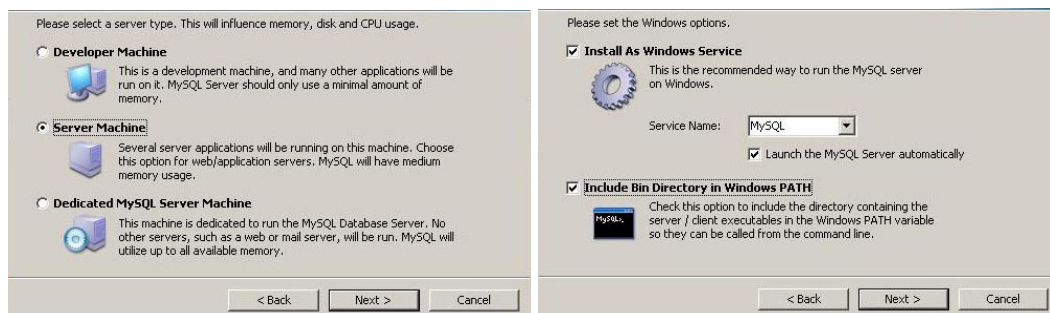 Please select a server type. This will influence memory, disk and CPU usage.
Developer Machine
This is a development machine, and many other applications will be
run on it. MySQL Server should only use a minimal amount of
memory.
Server Machine
Several server applications will be running on this machine. Choose
this option for web/application servers. MySQL will have medium
memory usage.
Dedicated MySQL Server Machine
This machine is dedicated to run the MySQL Database Server. No
other servers, such as a web or mail server, will be run. MySQL will
utilize up to all available memory.
< Back Next > Cancel
Please set the Windows options.
Install As Windows Service
This is the recommended way to run the MySQL server
on Windows.
Service Name: MySQL
Launch the MySQL Server automatically
Include Bin Directory in Windows PATH
MySQL>_
Check this option to include the directory containing the
server / client executables in the Windows PATH variable
so they can be called from the command line.
< Back Next > Cancel